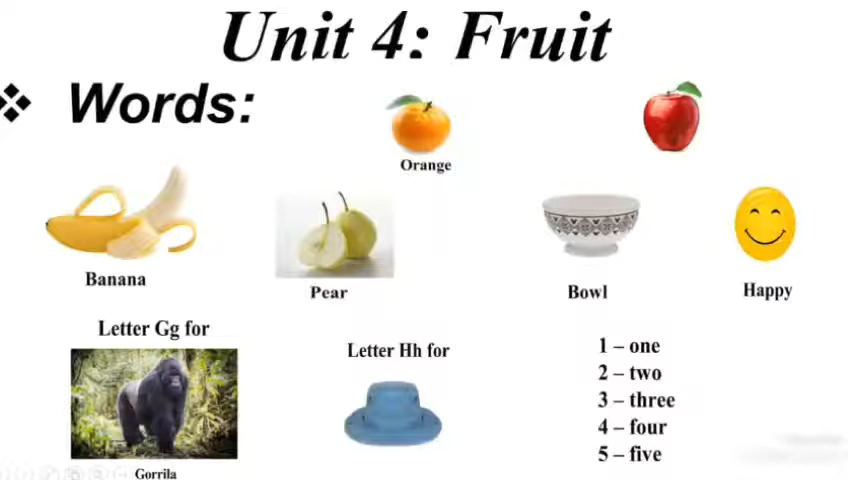 Unit 4: Fruit
❖ Words:
Orange
Banana
Pear
Bowl
Happy
Letter Gg for
Gorrila
Letter Hh for
1 – one
2 – two
3 – three
4 – four
5 – five